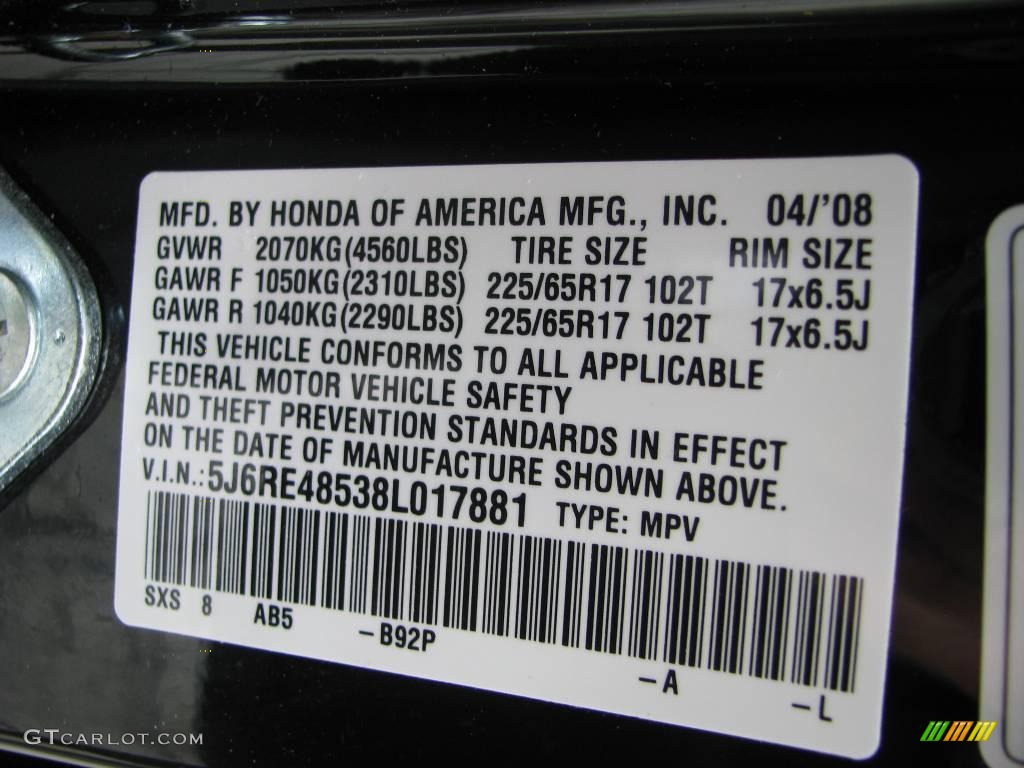 MFD. BY HONDA OF AMERICA MFG., INC. 04/'08
GVWR 2070KG(4560LBS) TIRE SIZE RIM SIZE
GAWR F 1050KG(2310LBS) 225/65R17 102T 17x6.5J
GAWR R 1040KG(2290LBS) 225/65R17 102T 17x6.5J
THIS VEHICLE CONFORMS TO ALL APPLICABLE
FEDERAL MOTOR VEHICLE SAFETY
AND THEFT PREVENTION STANDARDS IN EFFECT
ON THE DATE OF MANUFACTURE SHOWN ABOVE.
V.I.N.:5J6RE48538L017881 TYPE: MPV
SXS 8 AB5 -B92P -A -L
GTCARLOT.COM